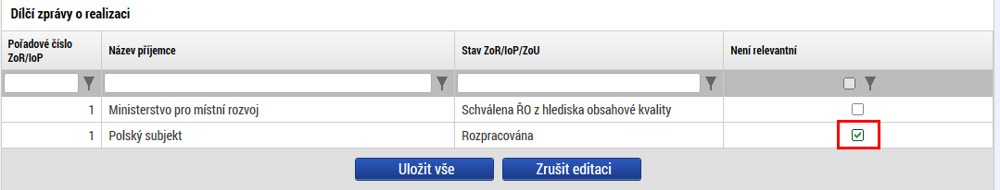 Dílčí zprávy o realizaci
Pořadové číslo ZoR/IoP Název příjemce Stav ZoR/IoP/ZoU Není relevantní
1 Ministerstvo pro místní rozvoj Schválena ŘO z hlediska obsahové kvality
1 Polský subjekt Rozpracována
Uložit vše Zrušit editaci